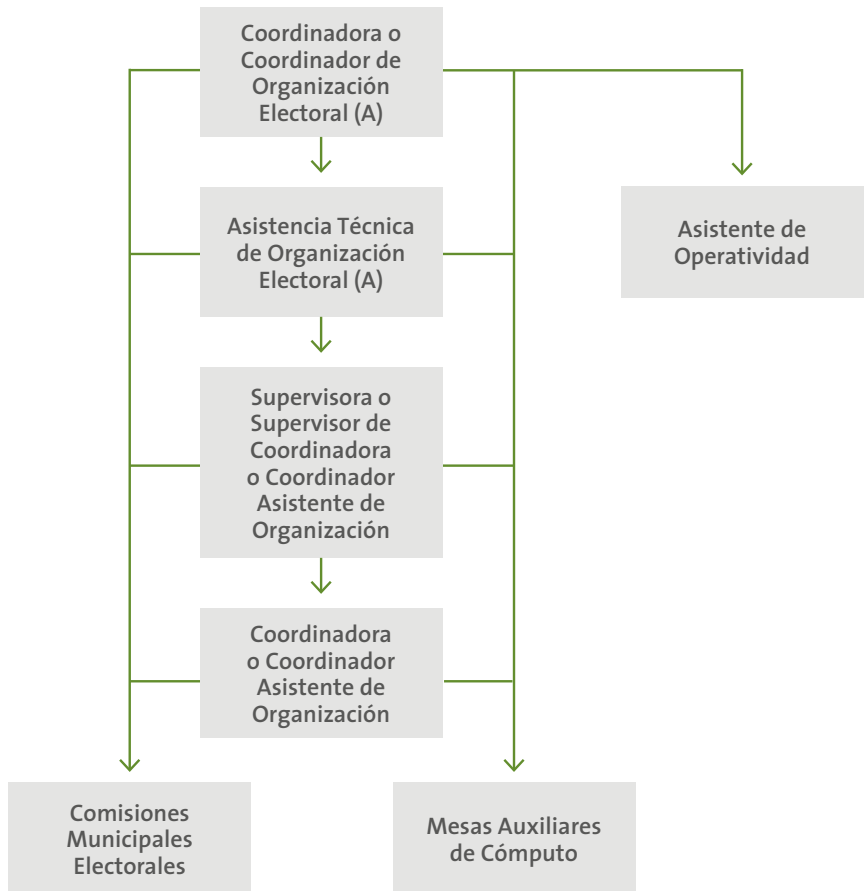 Coordinadora o
Coordinador de
Organización
Electoral (A)
Asistencia Técnica
de Organización
Electoral (A)
Asistente de
Operatividad
Supervisora o
Supervisor de
Coordinadora
o Coordinador
Asistente de
Organización
Coordinadora
o Coordinador
Asistente de
Organización
Comisiones
Municipales
Electorales
Mesas Auxiliares
de Cómputo